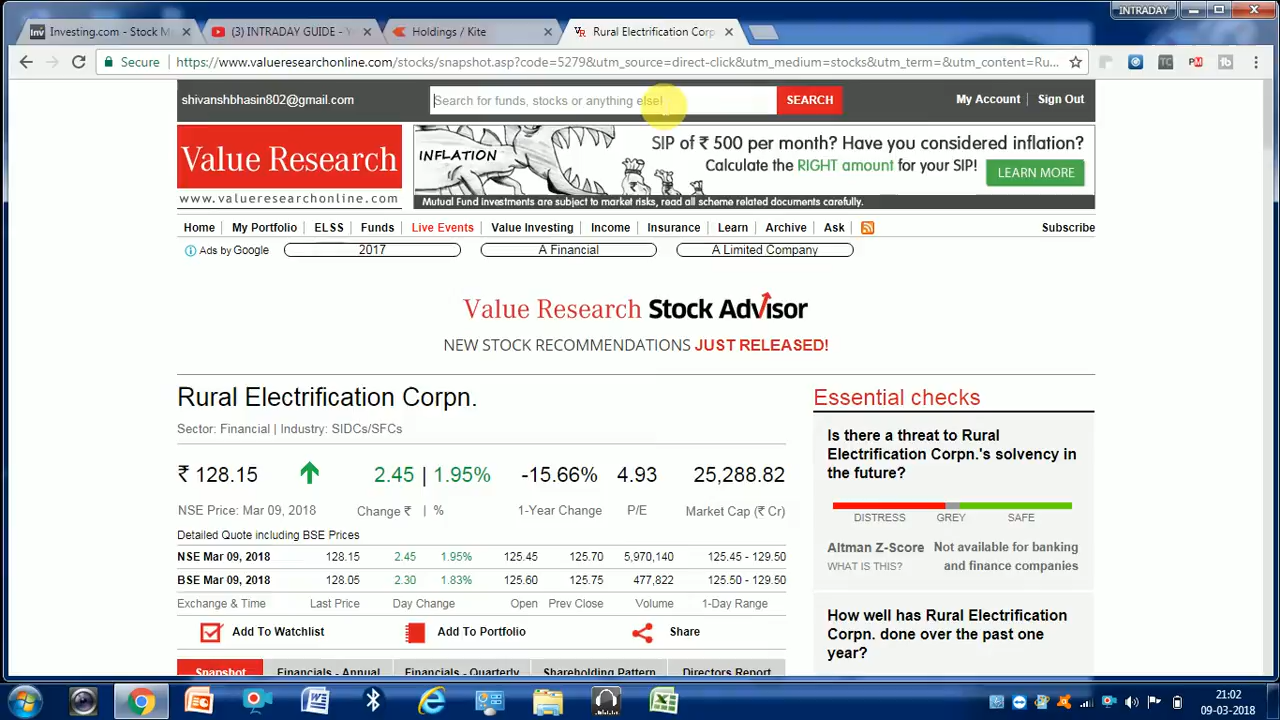 INTRADAY
Investing.com - Stock M
(3) INTRADAY GUIDE - Y
Holdings / Kite
Rural Electrification Corp
Secure https://www.valueresearchonline.com/stocks/snapshot.asp?code=5279&utm_source=direct-click&utm_medium=stocks&utm_term=&utm_content=Ru...
shivanshbhasin802@gmail.com
Search for funds, stocks or anything else!
SEARCH
My Account | Sign Out
Value Research
www.valueresearchonline.com
INFLATION
SIP of ₹ 500 per month? Have you considered inflation?
Calculate the RIGHT amount for your SIP!
LEARN MORE
Mutual Fund investments are subject to market risks, read all scheme related documents carefully.
Home My Portfolio ELSS Funds Live Events Value Investing Income Insurance Learn Archive Ask Subscribe
Ads by Google 2017 A Financial A Limited Company
Value Research Stock Advisor
NEW STOCK RECOMMENDATIONS JUST RELEASED!
Rural Electrification Corpn.
Sector: Financial | Industry: SIDCs/SFCs
₹ 128.15 2.45 | 1.95% -15.66% 4.93 25,288.82
NSE Price: Mar 09, 2018 Change ₹ | % 1-Year Change P/E Market Cap (₹ Cr)
Detailed Quote including BSE Prices
NSE Mar 09, 2018 128.15 2.45 1.95% 125.45 125.70 5,970,140 125.45 - 129.50
BSE Mar 09, 2018 128.05 2.30 1.83% 125.60 125.75 477,822 125.50 - 129.50
Exchange & Time Last Price Day Change Open Prev Close Volume 1-Day Range
Add To Watchlist Add To Portfolio Share
Snapshot Financials - Annual Financials - Quarterly Shareholding Pattern Directors Report
Essential checks
Is there a threat to Rural
Electrification Corpn.'s solvency in
the future?
DISTRESS GREY SAFE
Altman Z-Score Not available for banking
WHAT IS THIS? and finance companies
How well has Rural Electrification
Corpn. done over the past one
year?
21:02
09-03-2018